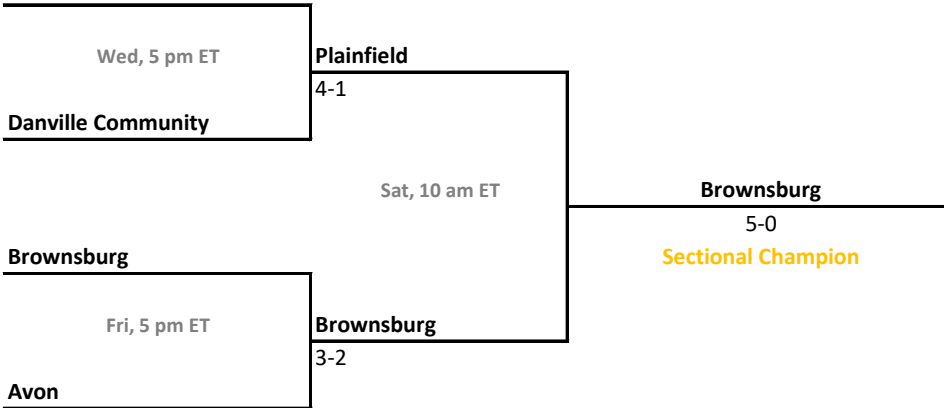 Wed, 5 pm ET
Plainfield
4-1
Danville Community
Sat, 10 am ET
Brownsburg
5-0
Sectional Champion
Brownsburg
Fri, 5 pm ET
Brownsburg
3-2
Avon